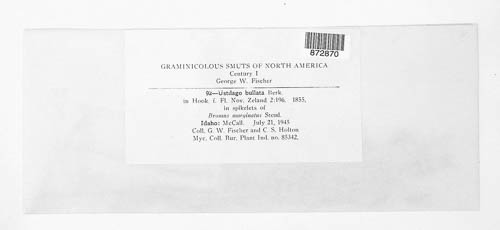 872870
GRAMINICOLOUS SMUTS OF NORTH AMERICA
Century I
George W. Fischer
92—Ustilago bullata Berk.
in Hook. f. Fl. Nov. Zeland 2:196. 1855,
in spikelets of
Bromus marginatus Steud.
Idaho: McCall. July 21, 1945
Coll. G. W. Fischer and C. S. Holton
Myc. Coll. Bur. Plant Ind. no. 85342.